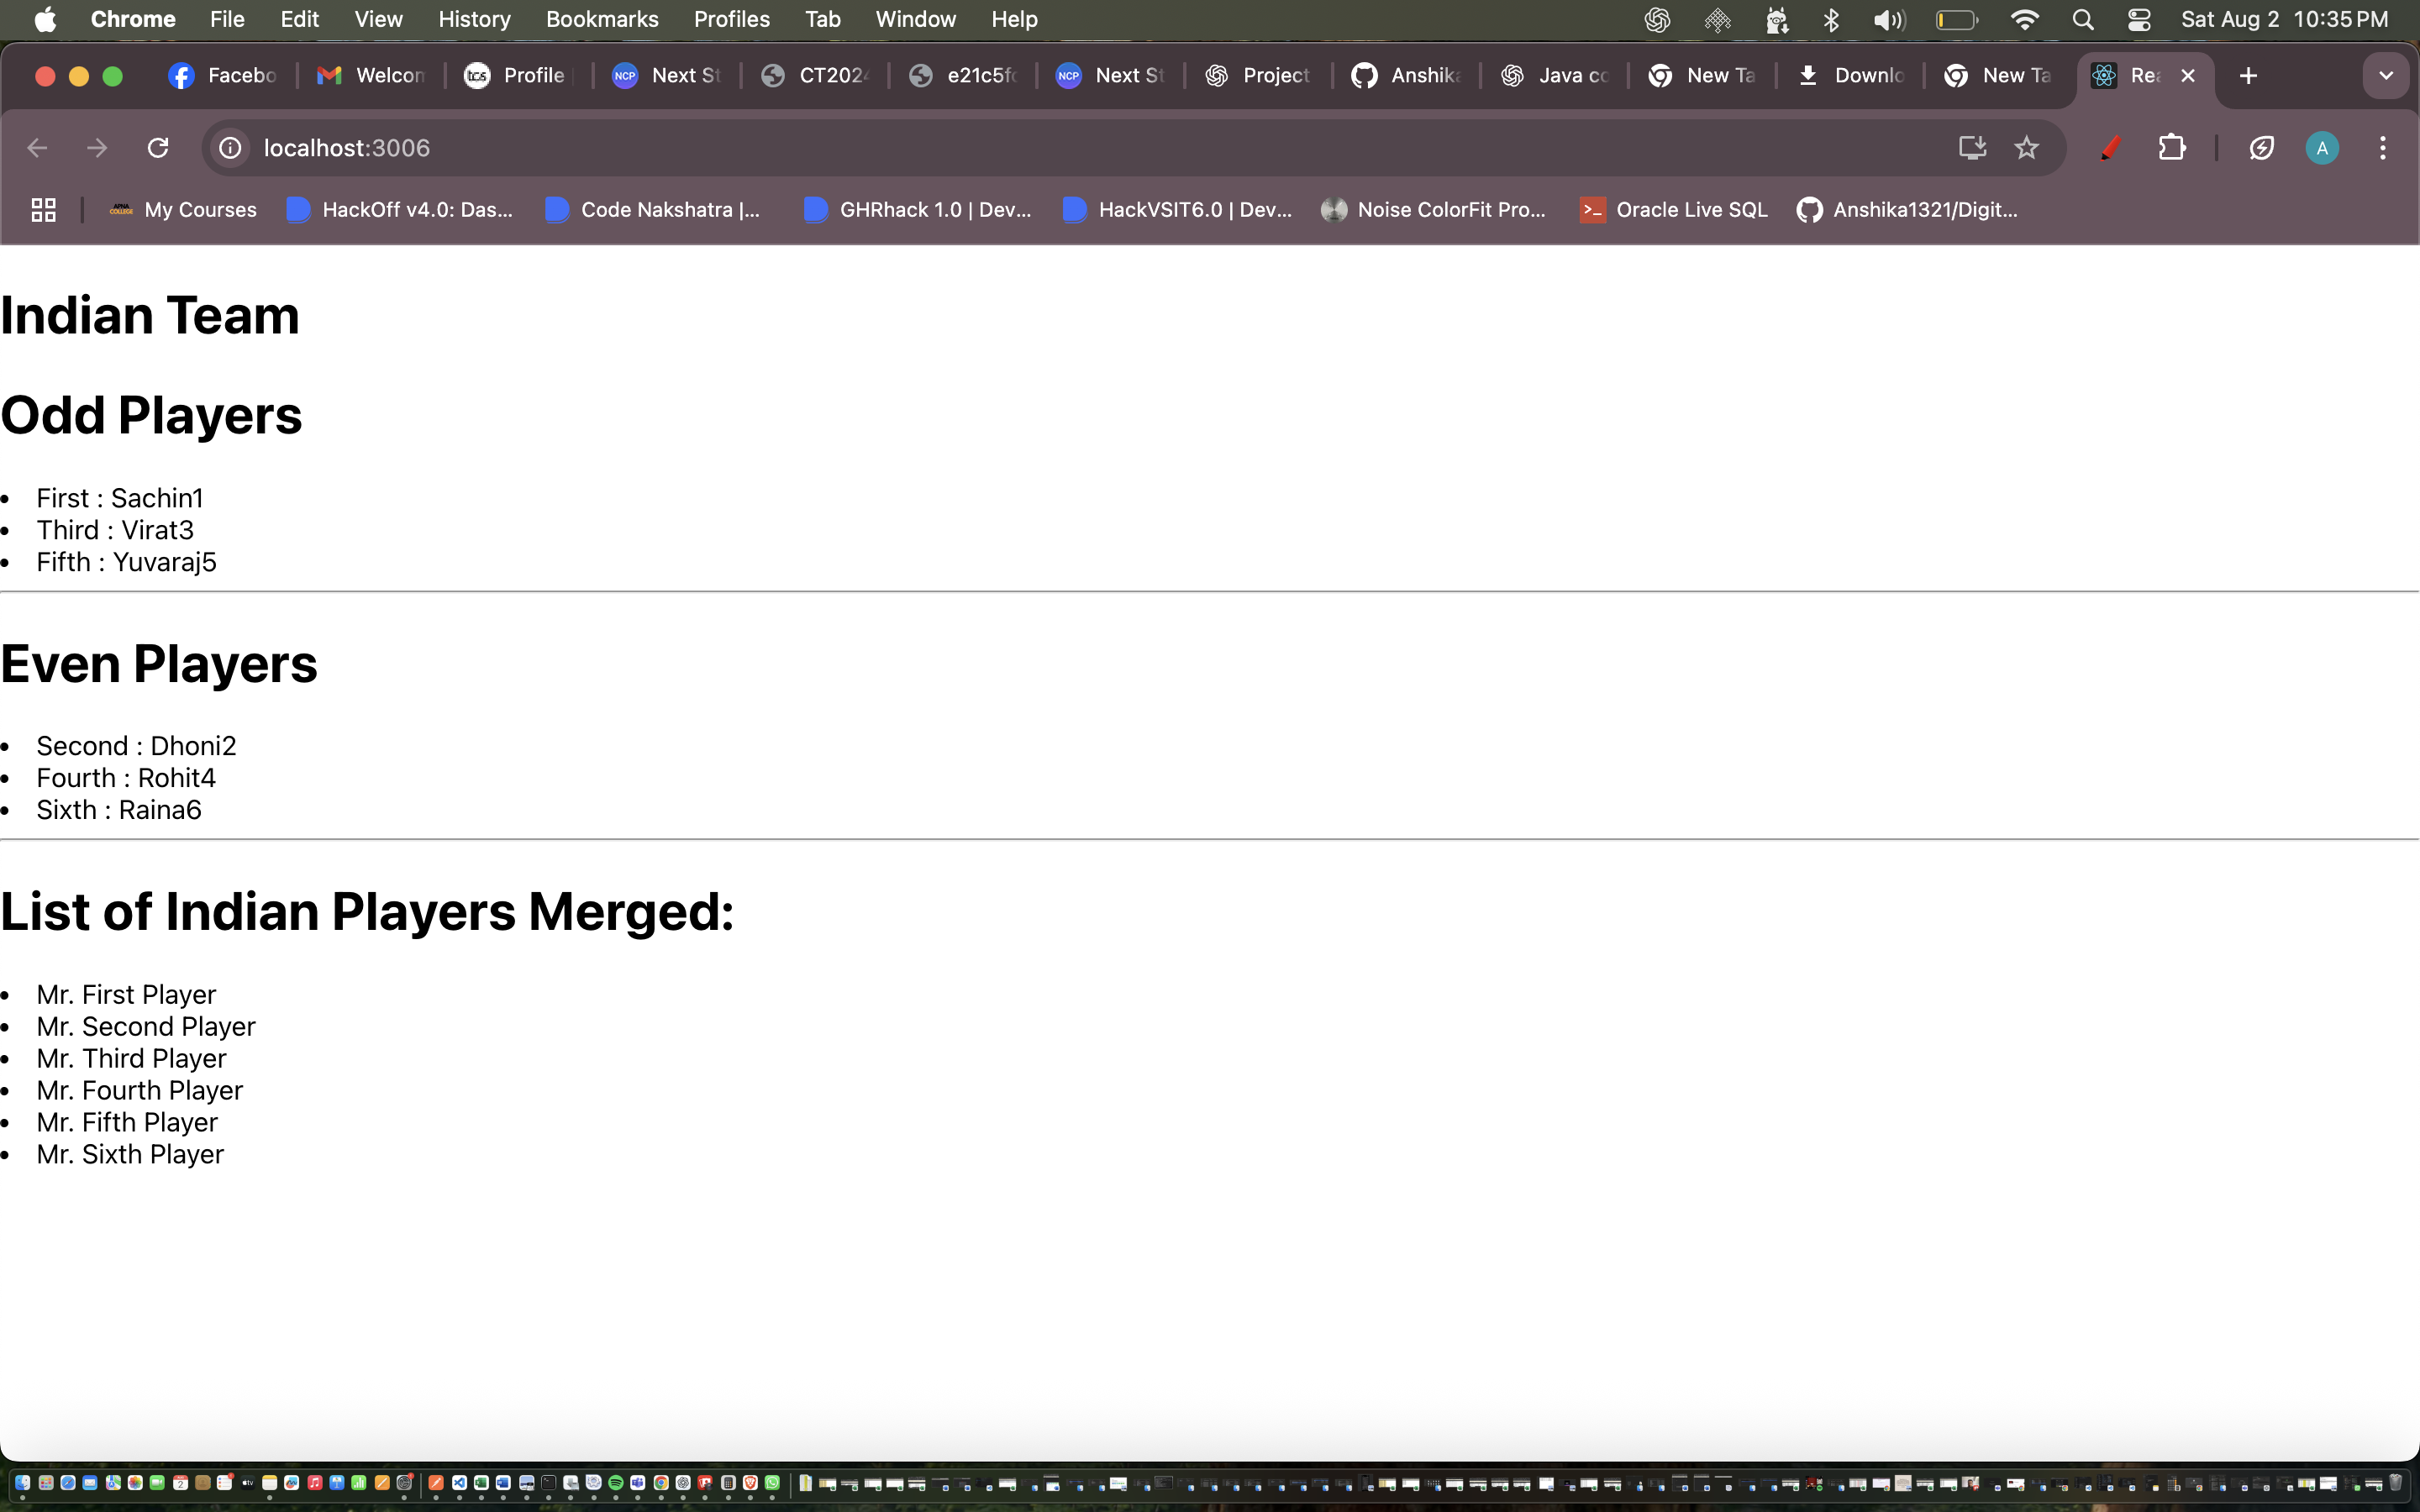 Chrome File Edit View History Bookmarks Profiles Tab Window Help Sat Aug 2 10:35 PM
Facebo Welcom Profile Next St CT202 e21c5f Next St Project Anshik Java co New Ta Downlo New Ta Rea
localhost:3006 A
My Courses HackOff v4.0: Das... Code Nakshatra |... GHRhack 1.0 | Dev... HackVSIT6.0 | Dev... Noise ColorFit Pro... Oracle Live SQL Anshika1321/Digit...
Indian Team
Odd Players
• First : Sachin1
• Third : Virat3
• Fifth : Yuvaraj5
Even Players
• Second : Dhoni2
• Fourth : Rohit4
• Sixth : Raina6
List of Indian Players Merged:
• Mr. First Player
• Mr. Second Player
• Mr. Third Player
• Mr. Fourth Player
• Mr. Fifth Player
• Mr. Sixth Player